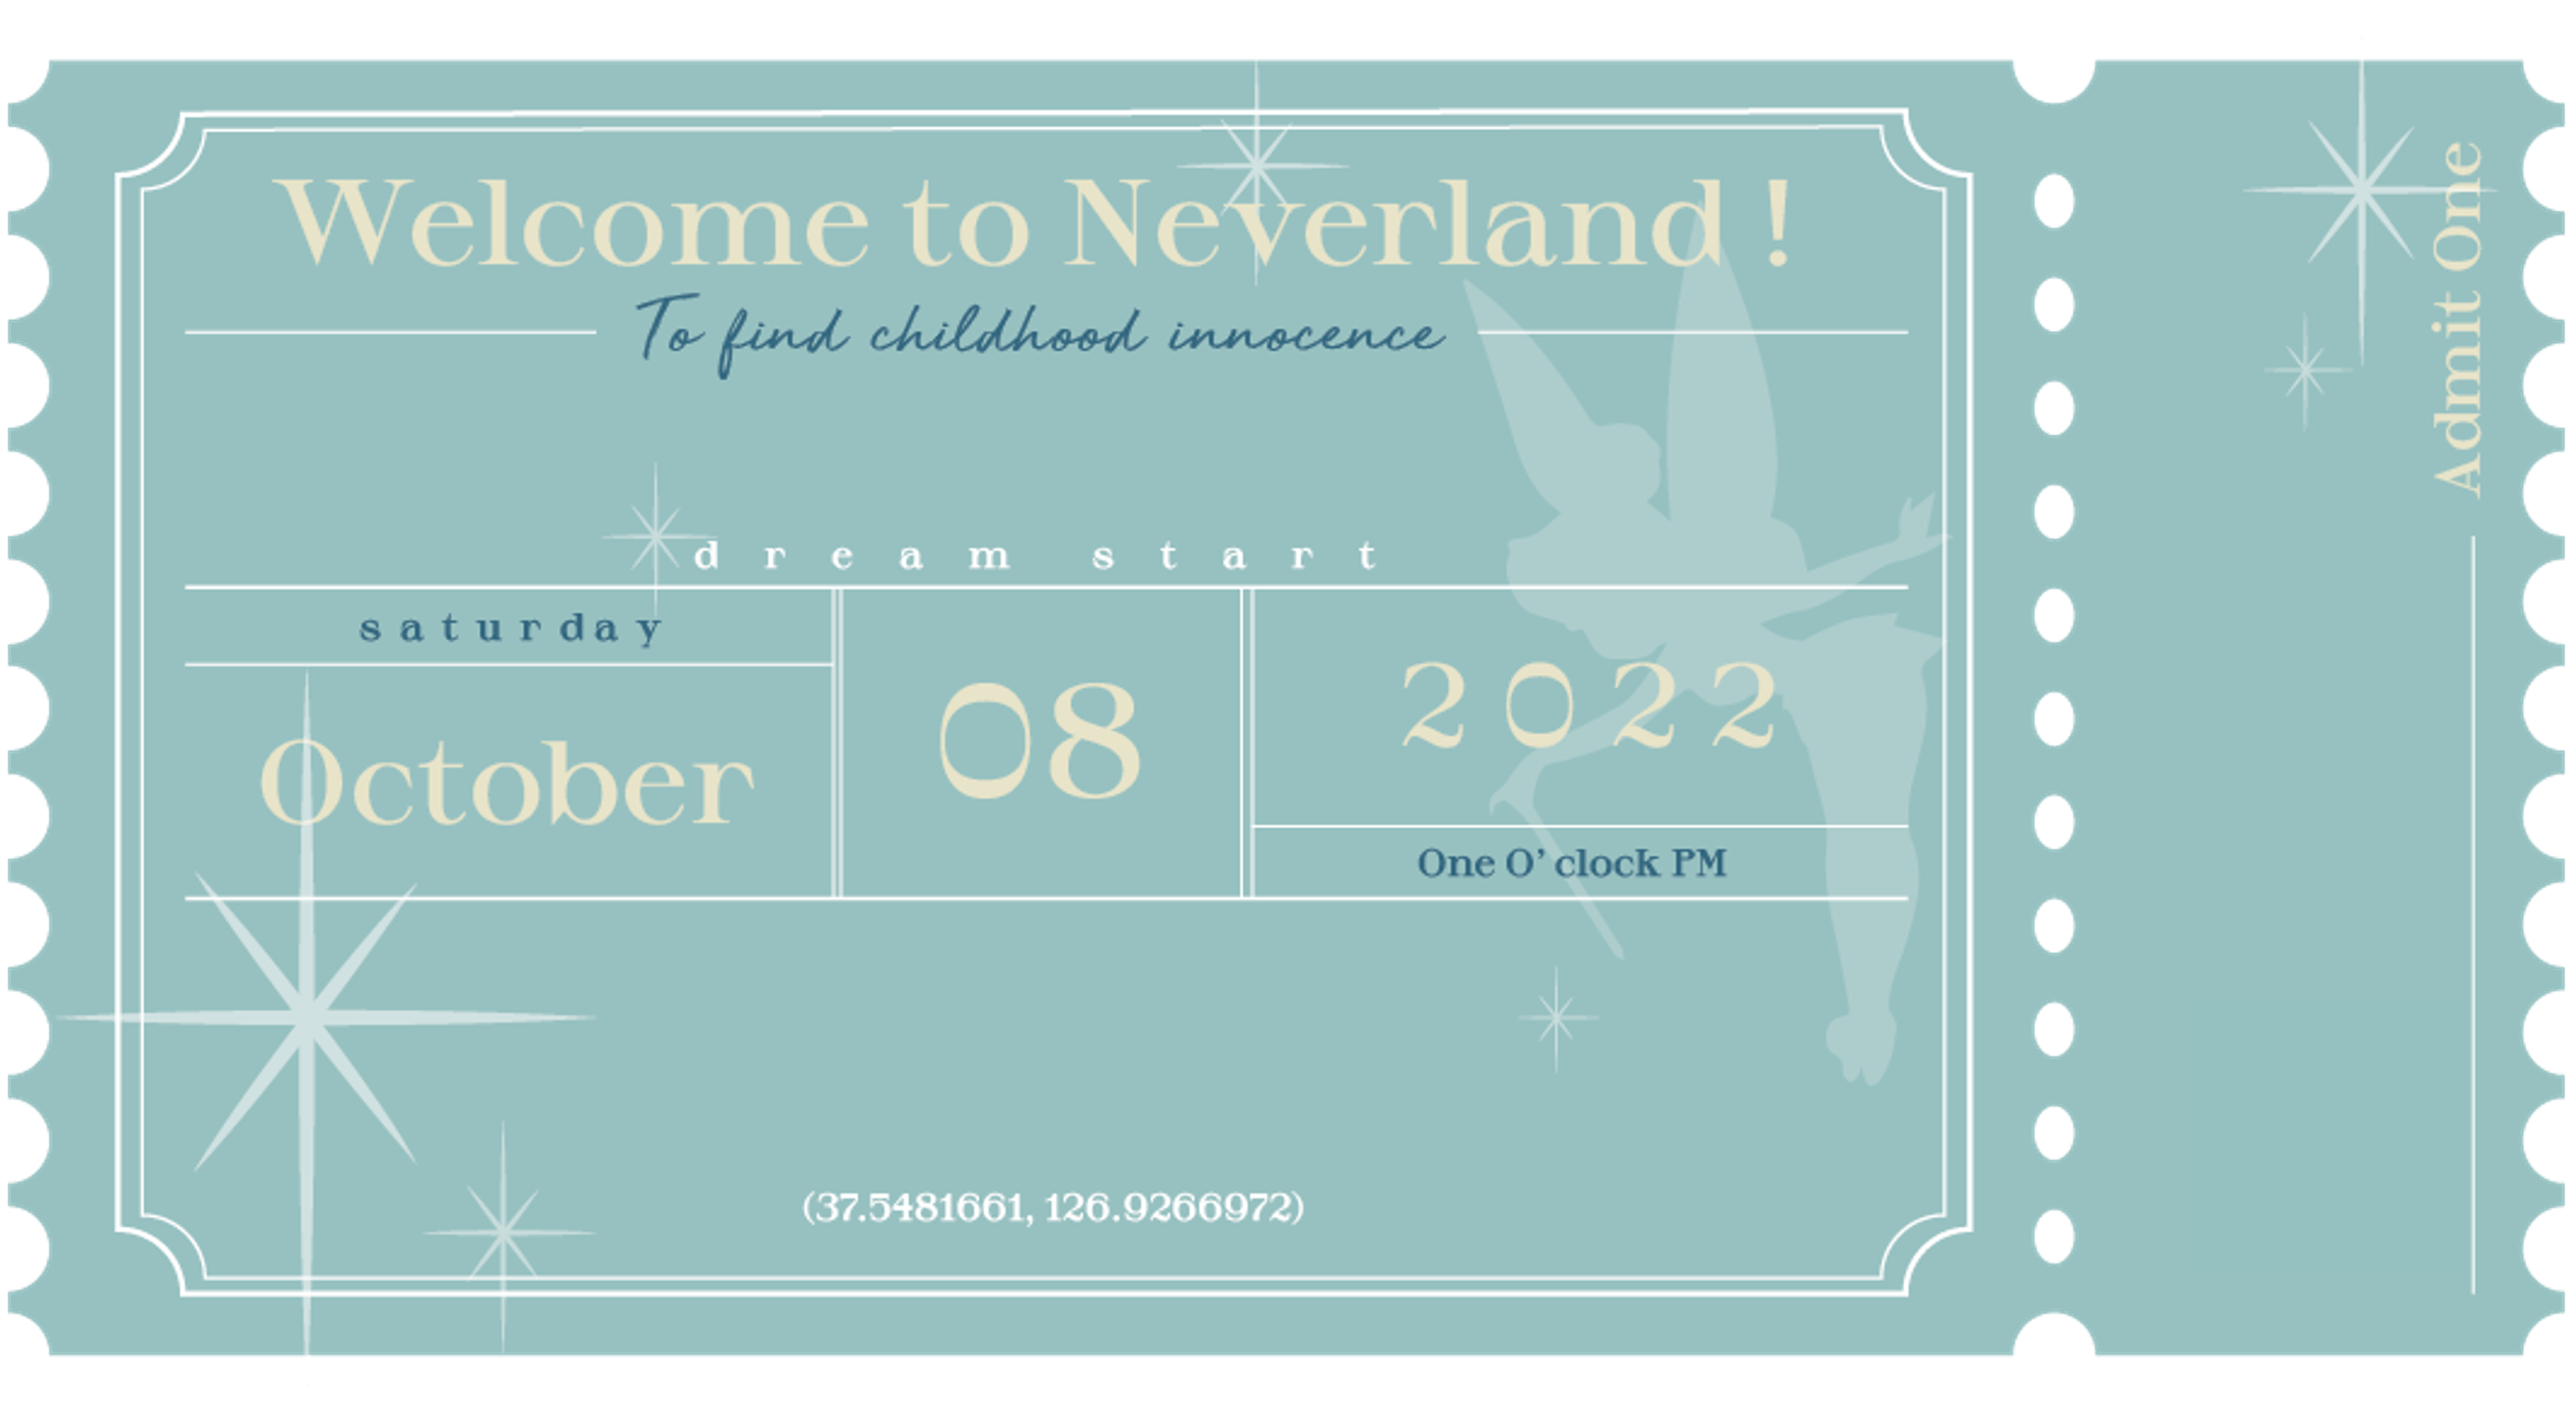 Welcome to Neverland !
To find childhood innocence
dream start
saturday
October
08
2022
One O’ clock PM
(37.5481661, 126.9266972)
Admit One